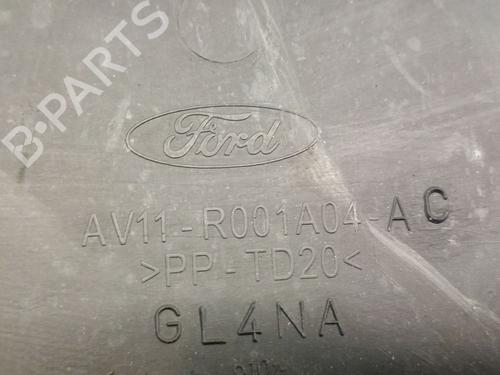 B-PARTS
Ford
AV11-R001A04-AC
>PP-TD20<
GL4NA